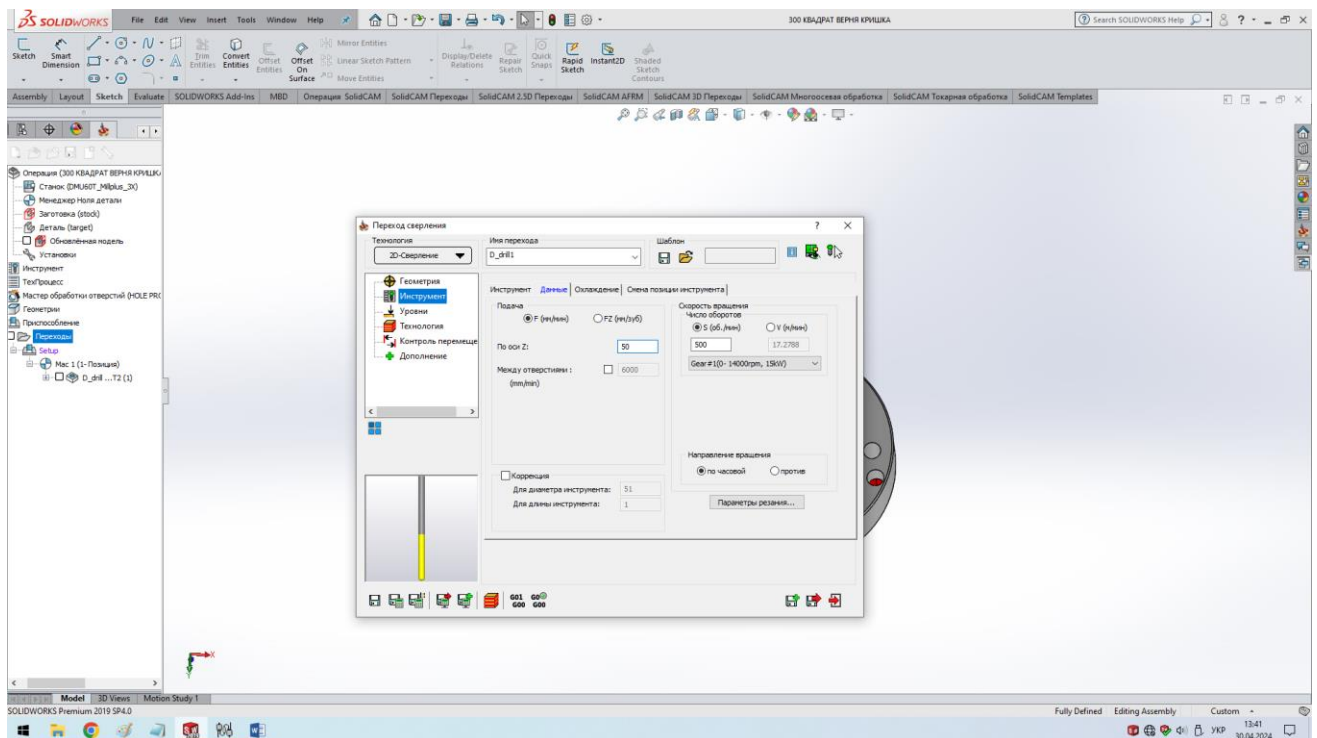 SOLIDWORKS File Edit View Insert Tools Window Help 300 КВАДРАТ ВЕРНЯ КРИШКА Search SOLIDWORKS Help
Sketch
Smart Dimension
Trim Entities
Convert Entities
Offset Entities
Offset On Surface
Mirror Entities
Linear Sketch Pattern
Move Entities
Display/Delete Relations
Repair Sketch
Quick Snaps
Rapid Sketch
Instant2D
Shaded Sketch Contours
Assembly Layout Sketch Evaluate SOLIDWORKS Add-Ins MBD Операция SolidCAM SolidCAM Переходы SolidCAM 2.5D Переходы SolidCAM AFRM SolidCAM 3D Переходы SolidCAM Многоосевая обработка SolidCAM Токарная обработка SolidCAM Templates
Операция (300 КВАДРАТ ВЕРНЯ КРИШКА
Станок (DMU60T_Millplus_3X)
Менеджер Ноля детали
Заготовка (stock)
Деталь (target)
Обновлённая модель
Установки
Инструмент
ТехПроцесс
Мастер обработки отверстий (HOLE PRO
Геометрии
Приспособление
Переходы
Setup
Mac 1 (1- Позиция)
D_drill ...T2 (1)
Переход сверления ? X
Технология
2D-Сверление
Имя перехода
D_drill1
Шаблон
Геометрия
Инструмент
Уровни
Технология
Контроль перемеще
Дополнение
Инструмент Данные Охлаждение Смена позиции инструмента
Подача
F (мм/мин) FZ (мм/зуб)
По оси Z: 50
Между отверстиями : 6000
(mm/min)
Скорость вращения
Число оборотов
S (об./мин) V (м/мин)
500 17.2788
Gear #1(0- 14000rpm, 15kW)
Направление вращения
по часовой против
Коррекция
Для диаметра инструмента: 51
Для длины инструмента: 1
Параметры резания...
G01 G00
G00 G00
X
Model 3D Views Motion Study 1
SOLIDWORKS Premium 2019 SP4.0 Fully Defined Editing Assembly Custom
УКР 13:41
30.04.2024